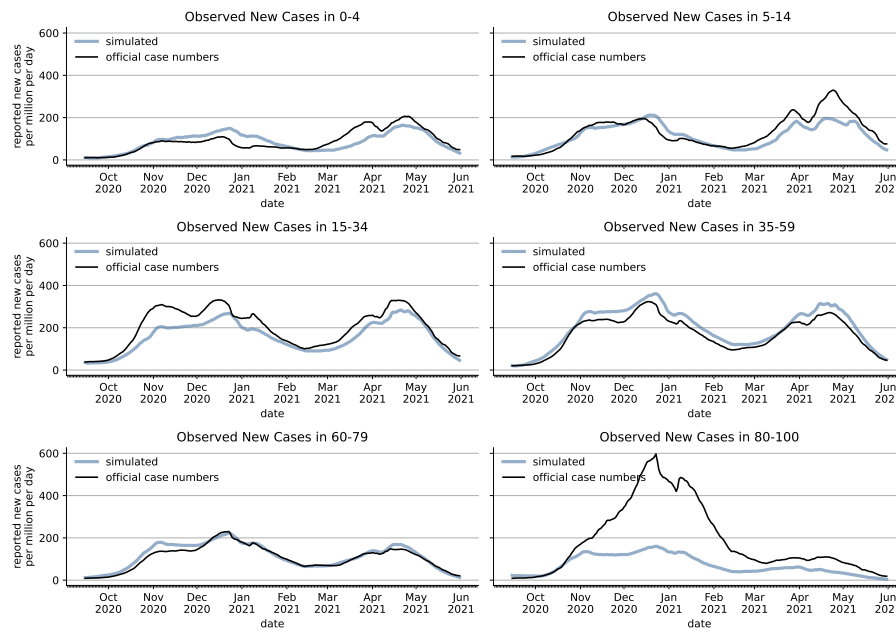 Observed New Cases in 0-4
reported new cases
per million per day
600
400
200
0
simulated
official case numbers
Oct Nov Dec Jan Feb Mar Apr May Jun
2020 2020 2020 2021 2021 2021 2021 2021 2021
date
Observed New Cases in 5-14
simulated
official case numbers
Oct Nov Dec Jan Feb Mar Apr May Jun
2020 2020 2020 2021 2021 2021 2021 2021 202
date
Observed New Cases in 15-34
reported new cases
per million per day
600
400
200
0
simulated
official case numbers
Oct Nov Dec Jan Feb Mar Apr May Jun
2020 2020 2020 2021 2021 2021 2021 2021 2021
date
Observed New Cases in 35-59
simulated
official case numbers
Oct Nov Dec Jan Feb Mar Apr May Jun
2020 2020 2020 2021 2021 2021 2021 2021 202
date
Observed New Cases in 60-79
reported new cases
per million per day
600
400
200
0
simulated
official case numbers
Oct Nov Dec Jan Feb Mar Apr May Jun
2020 2020 2020 2021 2021 2021 2021 2021 2021
date
Observed New Cases in 80-100
simulated
official case numbers
Oct Nov Dec Jan Feb Mar Apr May Jun
2020 2020 2020 2021 2021 2021 2021 2021 202
date